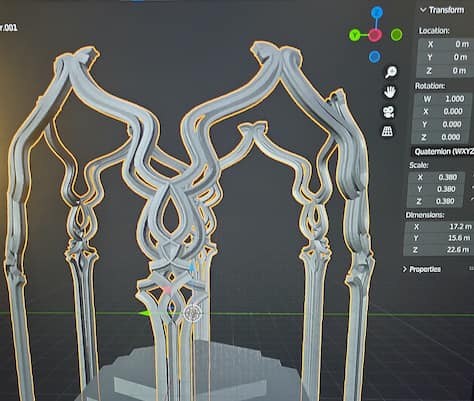 r.001
Y
Z
Transform
Location:
X 0 m
Y 0 m
Z 0 m
Rotation:
W 1.000
X 0.000
Y 0.000
Z 0.000
Quaternion (WXYZ
Scale:
X 0.380
Y 0.380
Z 0.380
Dimensions:
X 17.2 m
Y 15.6 m
Z 22.6 m
Properties